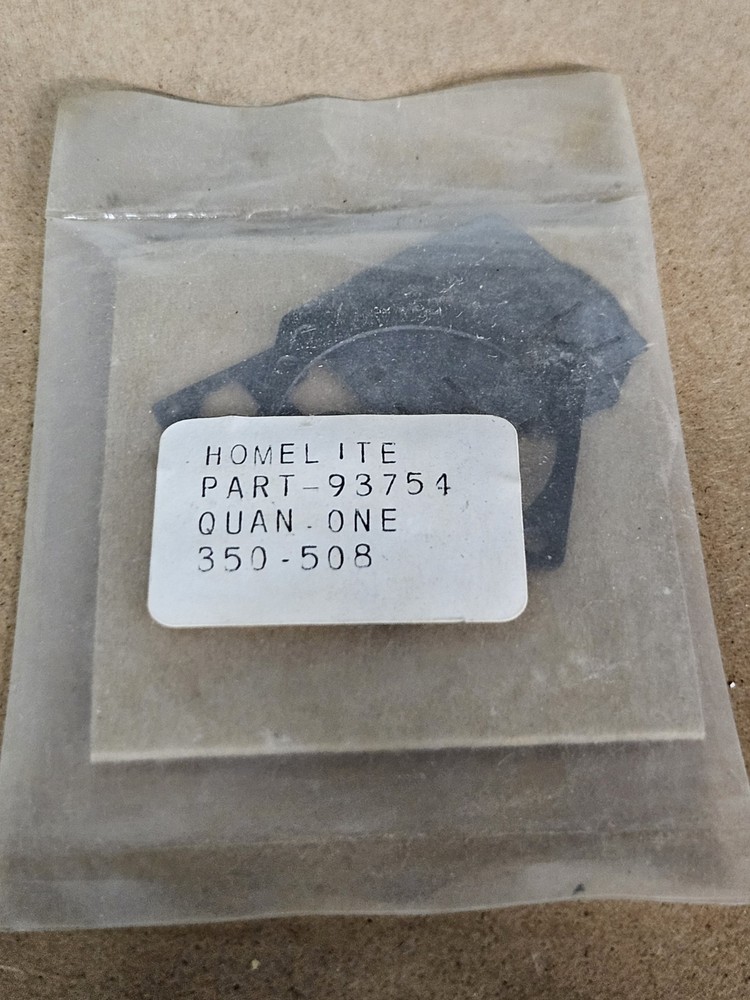 HOMELITE
PART-93754
QUAN. ONE
350-508